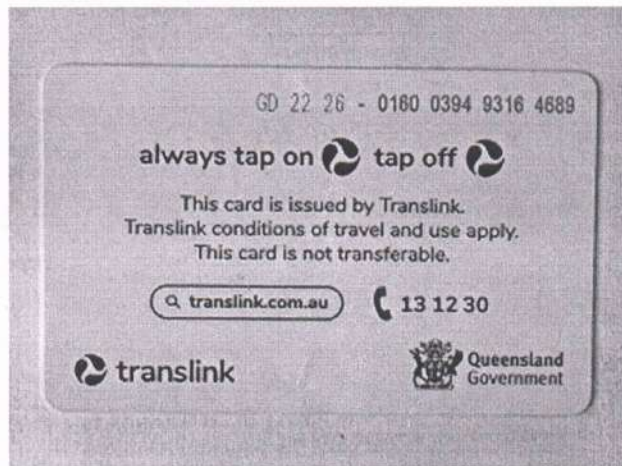 GD 22 26 - 0160 0394 9316 4689
always tap on tap off
This card is issued by Translink.
Translink conditions of travel and use apply.
This card is not transferable.
translink.com.au 13 12 30
translink
Queensland
Government